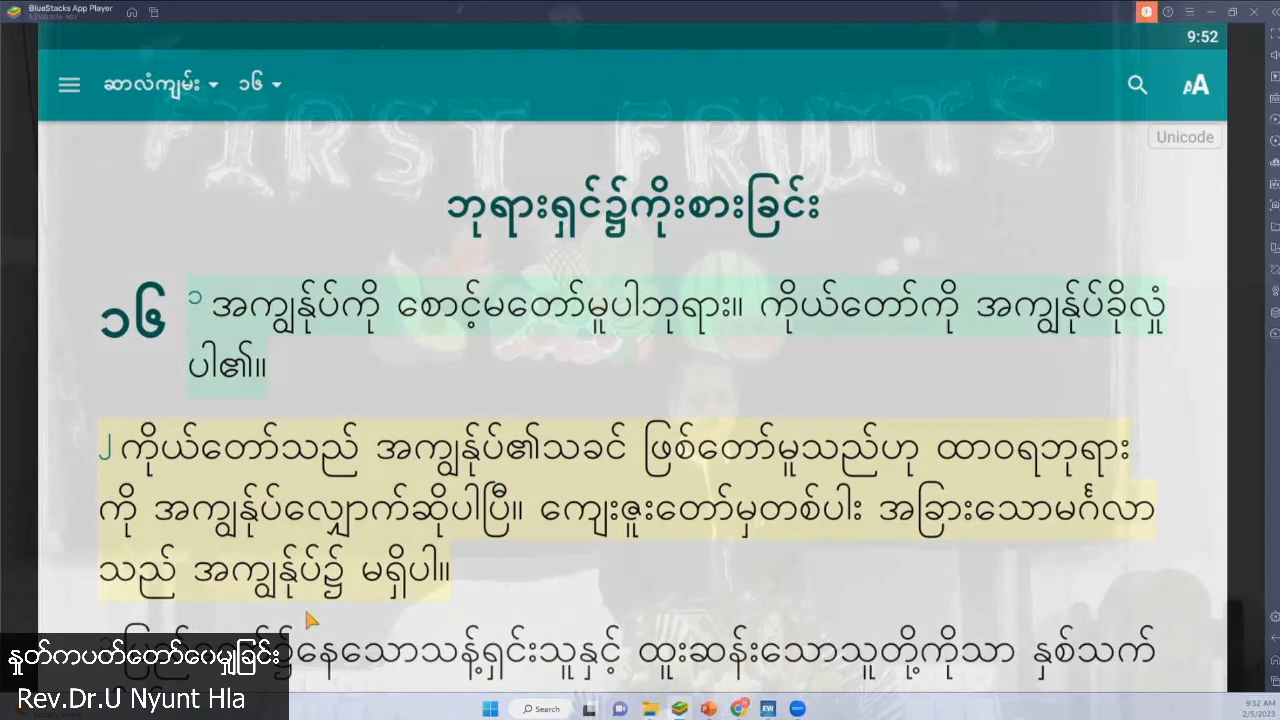 BlueStacks App Player
9:52
ဆာလံကျမ်း ၁၆
AA
Unicode
FIRST FRUITS
ဘုရားရှင်၌ကိုးစားခြင်း
၁၆ ၁ အကျွန်ုပ်ကို စောင့်မတော်မူပါဘုရား။ ကိုယ်တော်ကို အကျွန်ုပ်ခိုလှုံ
ပါ၏။
၂ ကိုယ်တော်သည် အကျွန်ုပ်၏သခင် ဖြစ်တော်မူသည်ဟု ထာဝရဘုရား
ကို အကျွန်ုပ်လျှောက်ဆိုပါပြီ။ ကျေးဇူးတော်မှတစ်ပါး အခြားသောမင်္ဂလာ
သည် အကျွန်ုပ်၌ မရှိပါ။
နေသောသန့်ရှင်းသူနှင့် ထူးဆန်းသောသူတို့ကိုသာ နှစ်သက်
နှုတ်ကပတ်တော်ဝေမျှခြင်း
Rev.Dr.U Nyunt Hla
Search
9:52 AM
2/5/2023